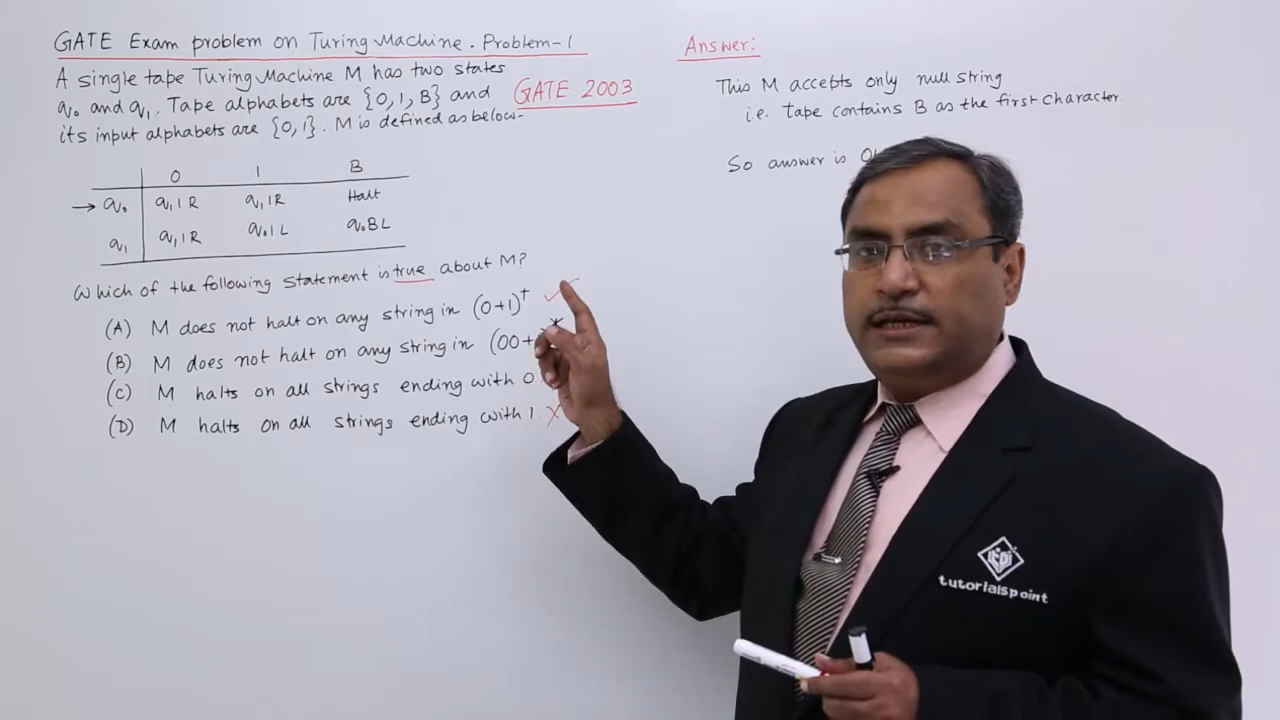 GATE Exam problem on Turing Machine. Problem-1
A single tape Turing Machine M has two states
q₀ and q₁. Tape alphabets are {0, 1, B} and
GATE 2003
its input alphabets are {0, 1}. M is defined as below-
0 1 B
→ q₀ q₁ 1 R q₁ 1 R Halt
q₁ q₁ 1 R q₀ 1 L q₀ B L
Which of the following statement is true about M?
(A) M does not halt on any string in (0+1)⁺ ✓
(B) M does not halt on any string in (00+
(C) M halts on all strings ending with 0
(D) M halts on all strings ending with 1. ✗
Answer:
This M accepts only null string
i.e. tape contains B as the first character.
So answer is
tutorialspoint